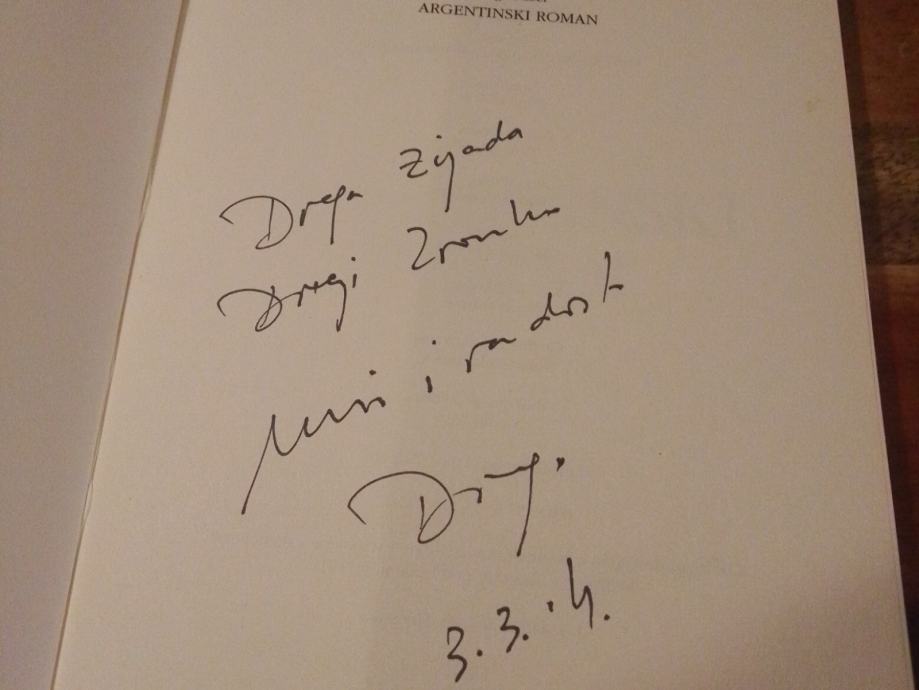 ARGENTINSKI ROMAN
Draga Zijada
Dragi Zvonko
Mir i radost
3.3.'4.